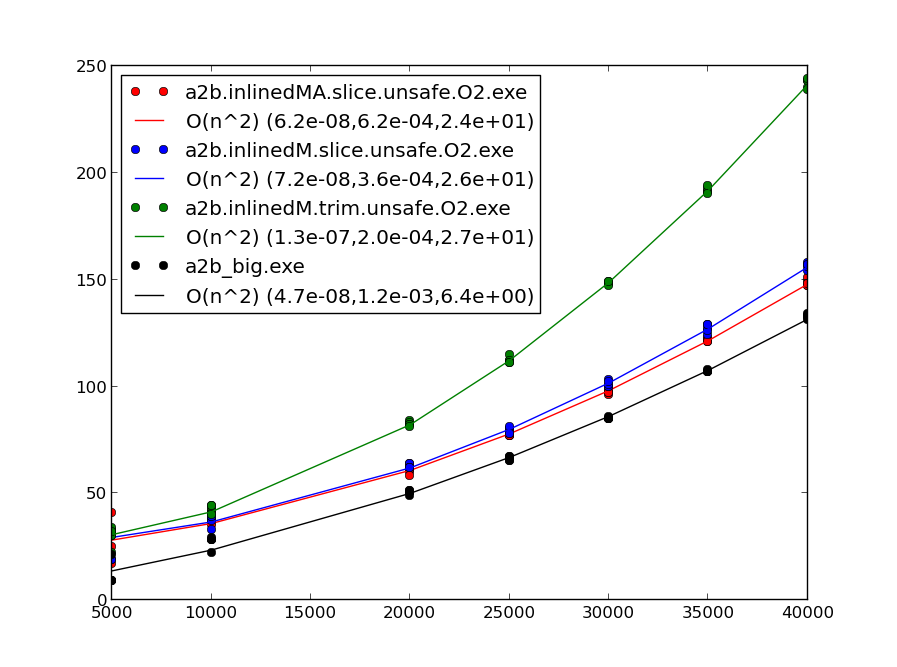 250
200
150
100
50
0
a2b.inlinedMA.slice.unsafe.O2.exe
O(n^2) (6.2e-08,6.2e-04,2.4e+01)
a2b.inlinedM.slice.unsafe.O2.exe
O(n^2) (7.2e-08,3.6e-04,2.6e+01)
a2b.inlinedM.trim.unsafe.O2.exe
O(n^2) (1.3e-07,2.0e-04,2.7e+01)
a2b_big.exe
O(n^2) (4.7e-08,1.2e-03,6.4e+00)
5000 10000 15000 20000 25000 30000 35000 40000